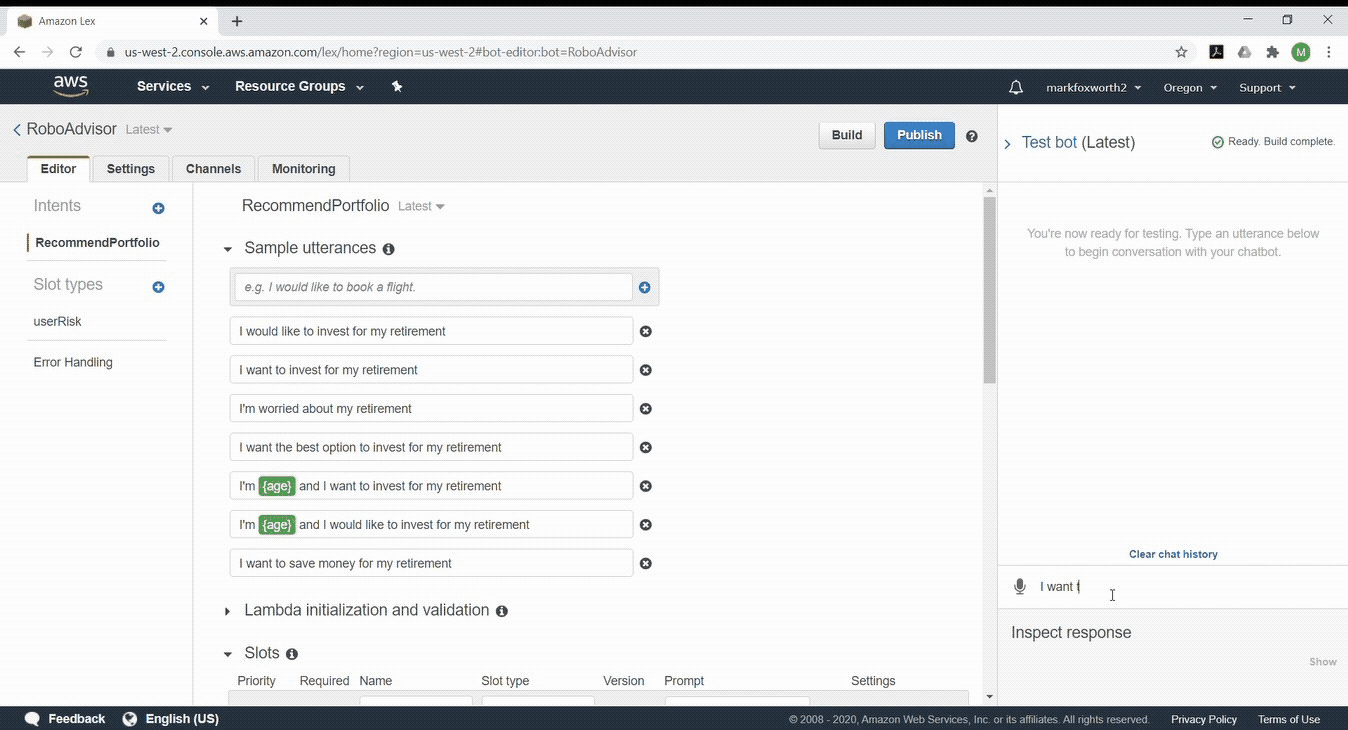 Amazon Lex
us-west-2.console.aws.amazon.com/lex/home?region=us-west-2#bot-editor:bot=RoboAdvisor
M
aws Services Resource Groups markfoxworth2 Oregon Support
RoboAdvisor Latest
Build Publish
Test bot (Latest) Ready. Build complete.
Editor Settings Channels Monitoring
Intents
RecommendPortfolio
Slot types
userRisk
Error Handling
RecommendPortfolio Latest
Sample utterances
e.g. I would like to book a flight.
I would like to invest for my retirement
I want to invest for my retirement
I'm worried about my retirement
I want the best option to invest for my retirement
I'm {age} and I want to invest for my retirement
I'm {age} and I would like to invest for my retirement
I want to save money for my retirement
Lambda initialization and validation
Slots
Priority Required Name Slot type Version Prompt Settings
You're now ready for testing. Type an utterance below
to begin conversation with your chatbot.
Clear chat history
I want t
Inspect response
Show
Feedback English (US) © 2008 - 2020, Amazon Web Services, Inc. or its affiliates. All rights reserved. Privacy Policy Terms of Use